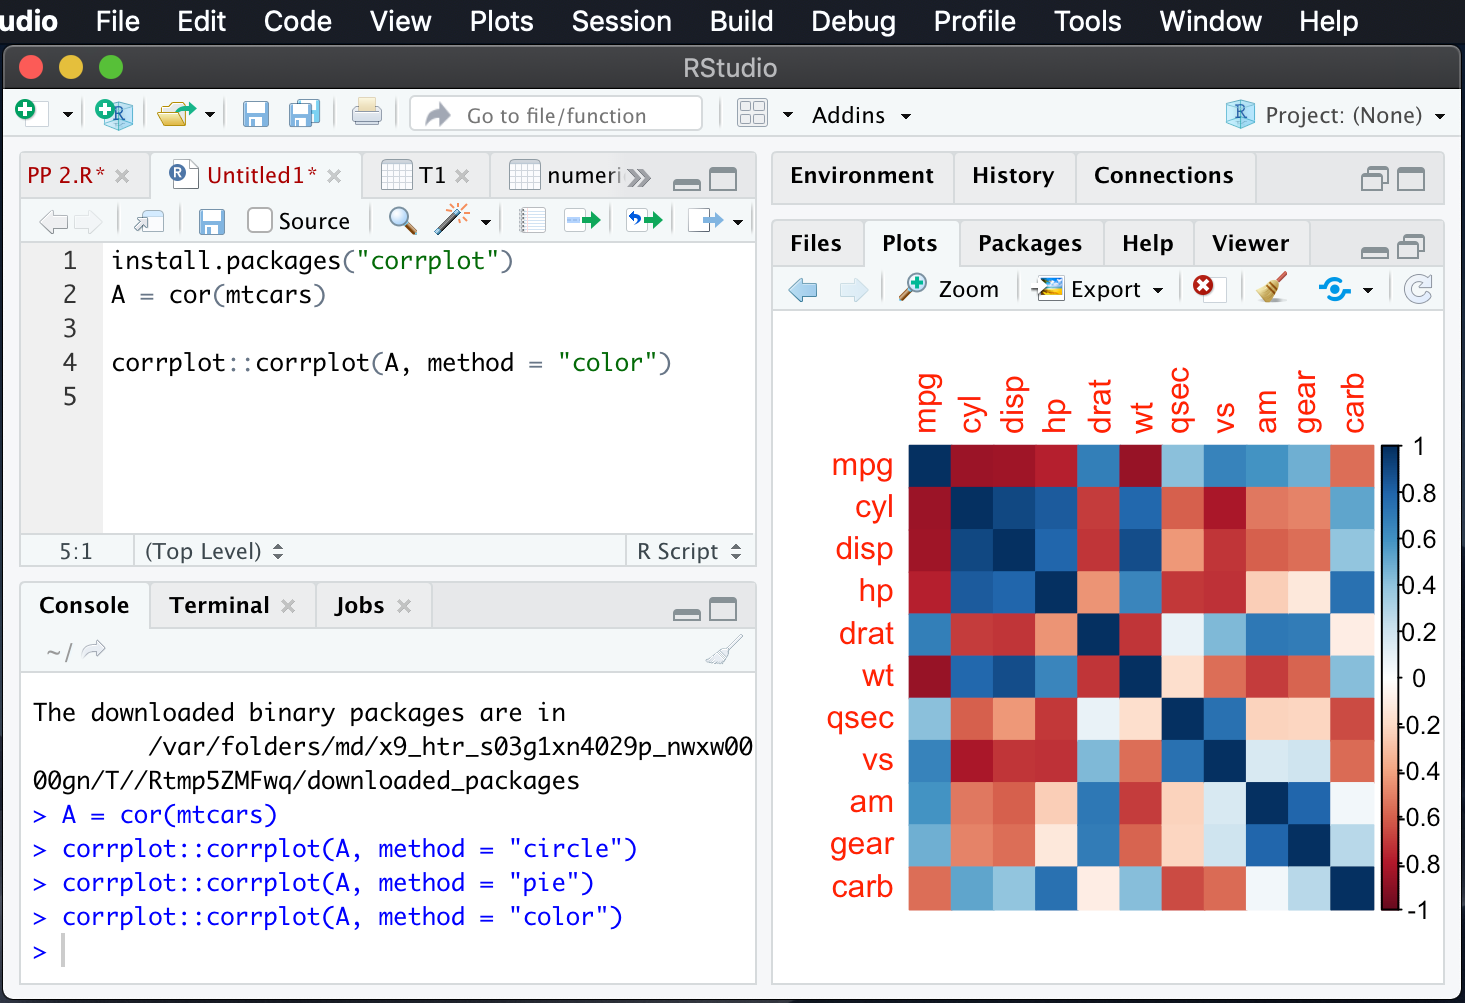 udio File Edit Code View Plots Session Build Debug Profile Tools Window Help
RStudio
R Go to file/function Addins R Project: (None)
PP 2.R* R Untitled1* T1 numeri
Source
1 install.packages("corrplot")
2 A = cor(mtcars)
3
4 corrplot::corrplot(A, method = "color")
5
5:1 (Top Level) R Script
Console Terminal Jobs
~/
The downloaded binary packages are in
/var/folders/md/x9_htr_s03g1xn4029p_nwxw00
00gn/T//Rtmp5ZMFwq/downloaded_packages
> A = cor(mtcars)
> corrplot::corrplot(A, method = "circle")
> corrplot::corrplot(A, method = "pie")
> corrplot::corrplot(A, method = "color")
>
Environment History Connections
Files Plots Packages Help Viewer
Zoom Export
mpg cyl disp hp drat wt qsec vs am gear carb
mpg
cyl
disp
hp
drat
wt
qsec
vs
am
gear
carb
1
0.8
0.6
0.4
0.2
0
-0.2
-0.4
-0.6
-0.8
-1